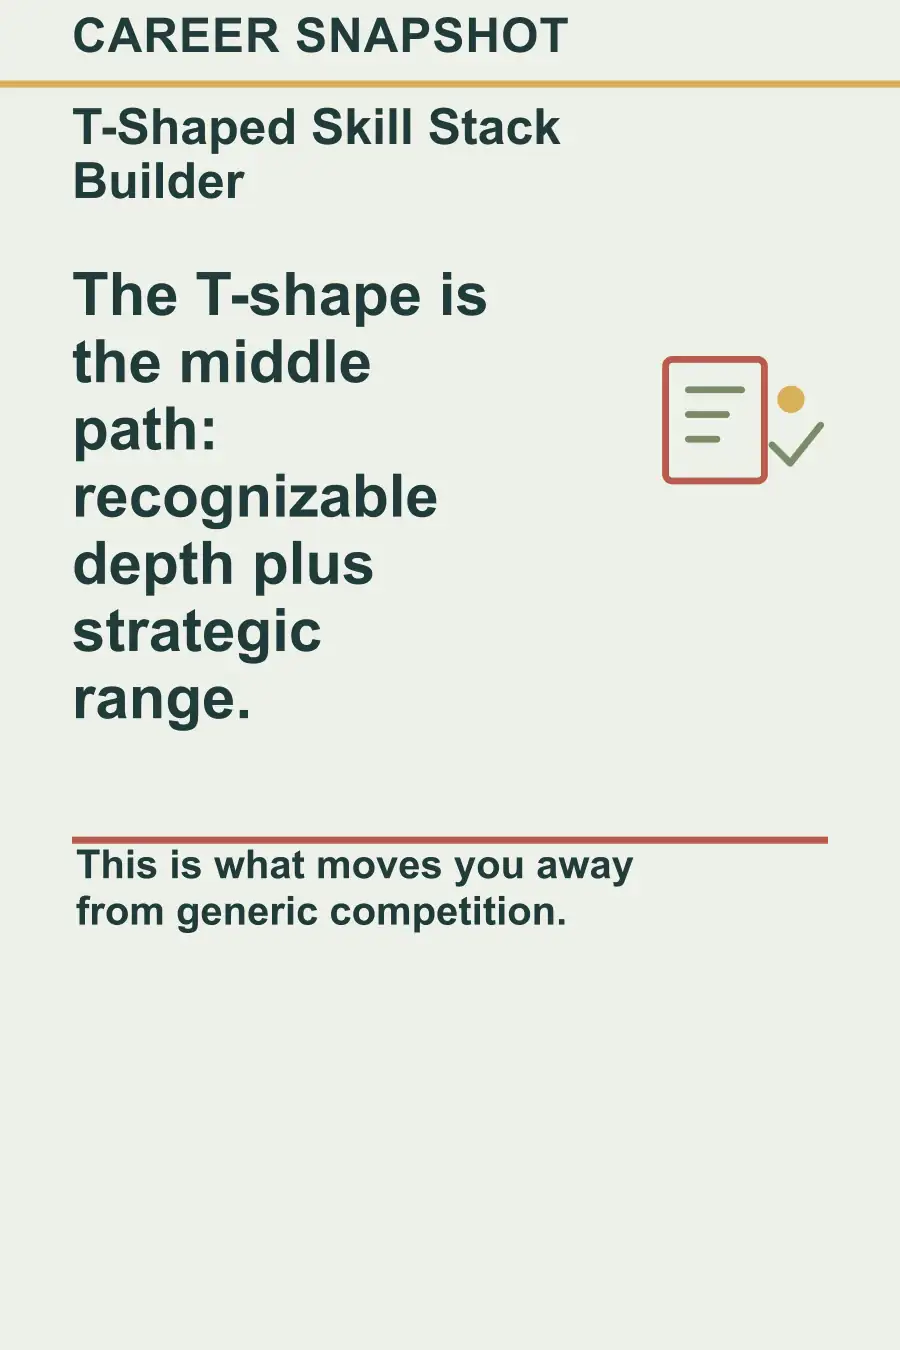 CAREER SNAPSHOT
T-Shaped Skill Stack
Builder
The T-shape is
the middle
path:
recognizable
depth plus
strategic
range.
This is what moves you away
from generic competition.